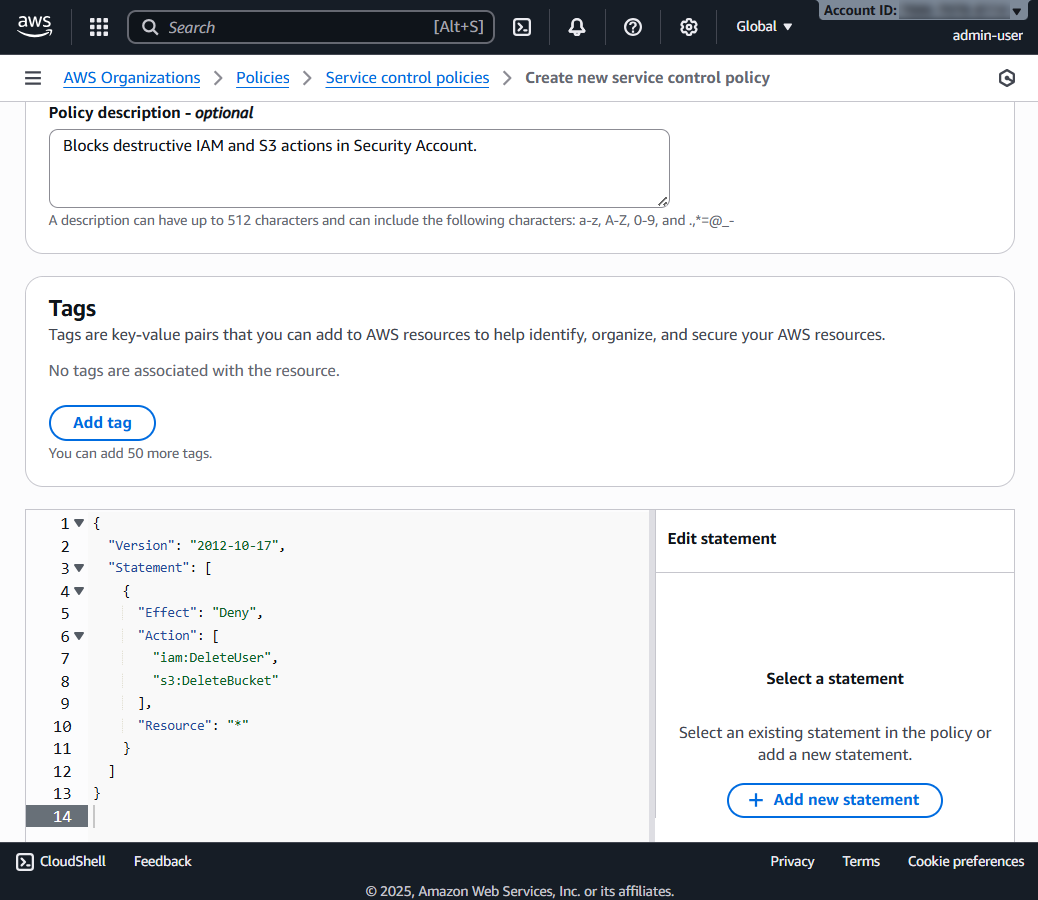 aws
Search [Alt+S]
Global
Account ID:
admin-user
AWS Organizations > Policies > Service control policies > Create new service control policy
Policy description - optional
Blocks destructive IAM and S3 actions in Security Account.
A description can have up to 512 characters and can include the following characters: a-z, A-Z, 0-9, and .,*=@_-
Tags
Tags are key-value pairs that you can add to AWS resources to help identify, organize, and secure your AWS resources.
No tags are associated with the resource.
Add tag
You can add 50 more tags.
1 {
2 "Version": "2012-10-17",
3 "Statement": [
4 {
5 "Effect": "Deny",
6 "Action": [
7 "iam:DeleteUser",
8 "s3:DeleteBucket"
9 ],
10 "Resource": "*"
11 }
12 ]
13 }
14
Edit statement
Select a statement
Select an existing statement in the policy or
add a new statement.
+ Add new statement
CloudShell Feedback Privacy Terms Cookie preferences
© 2025, Amazon Web Services, Inc. or its affiliates.